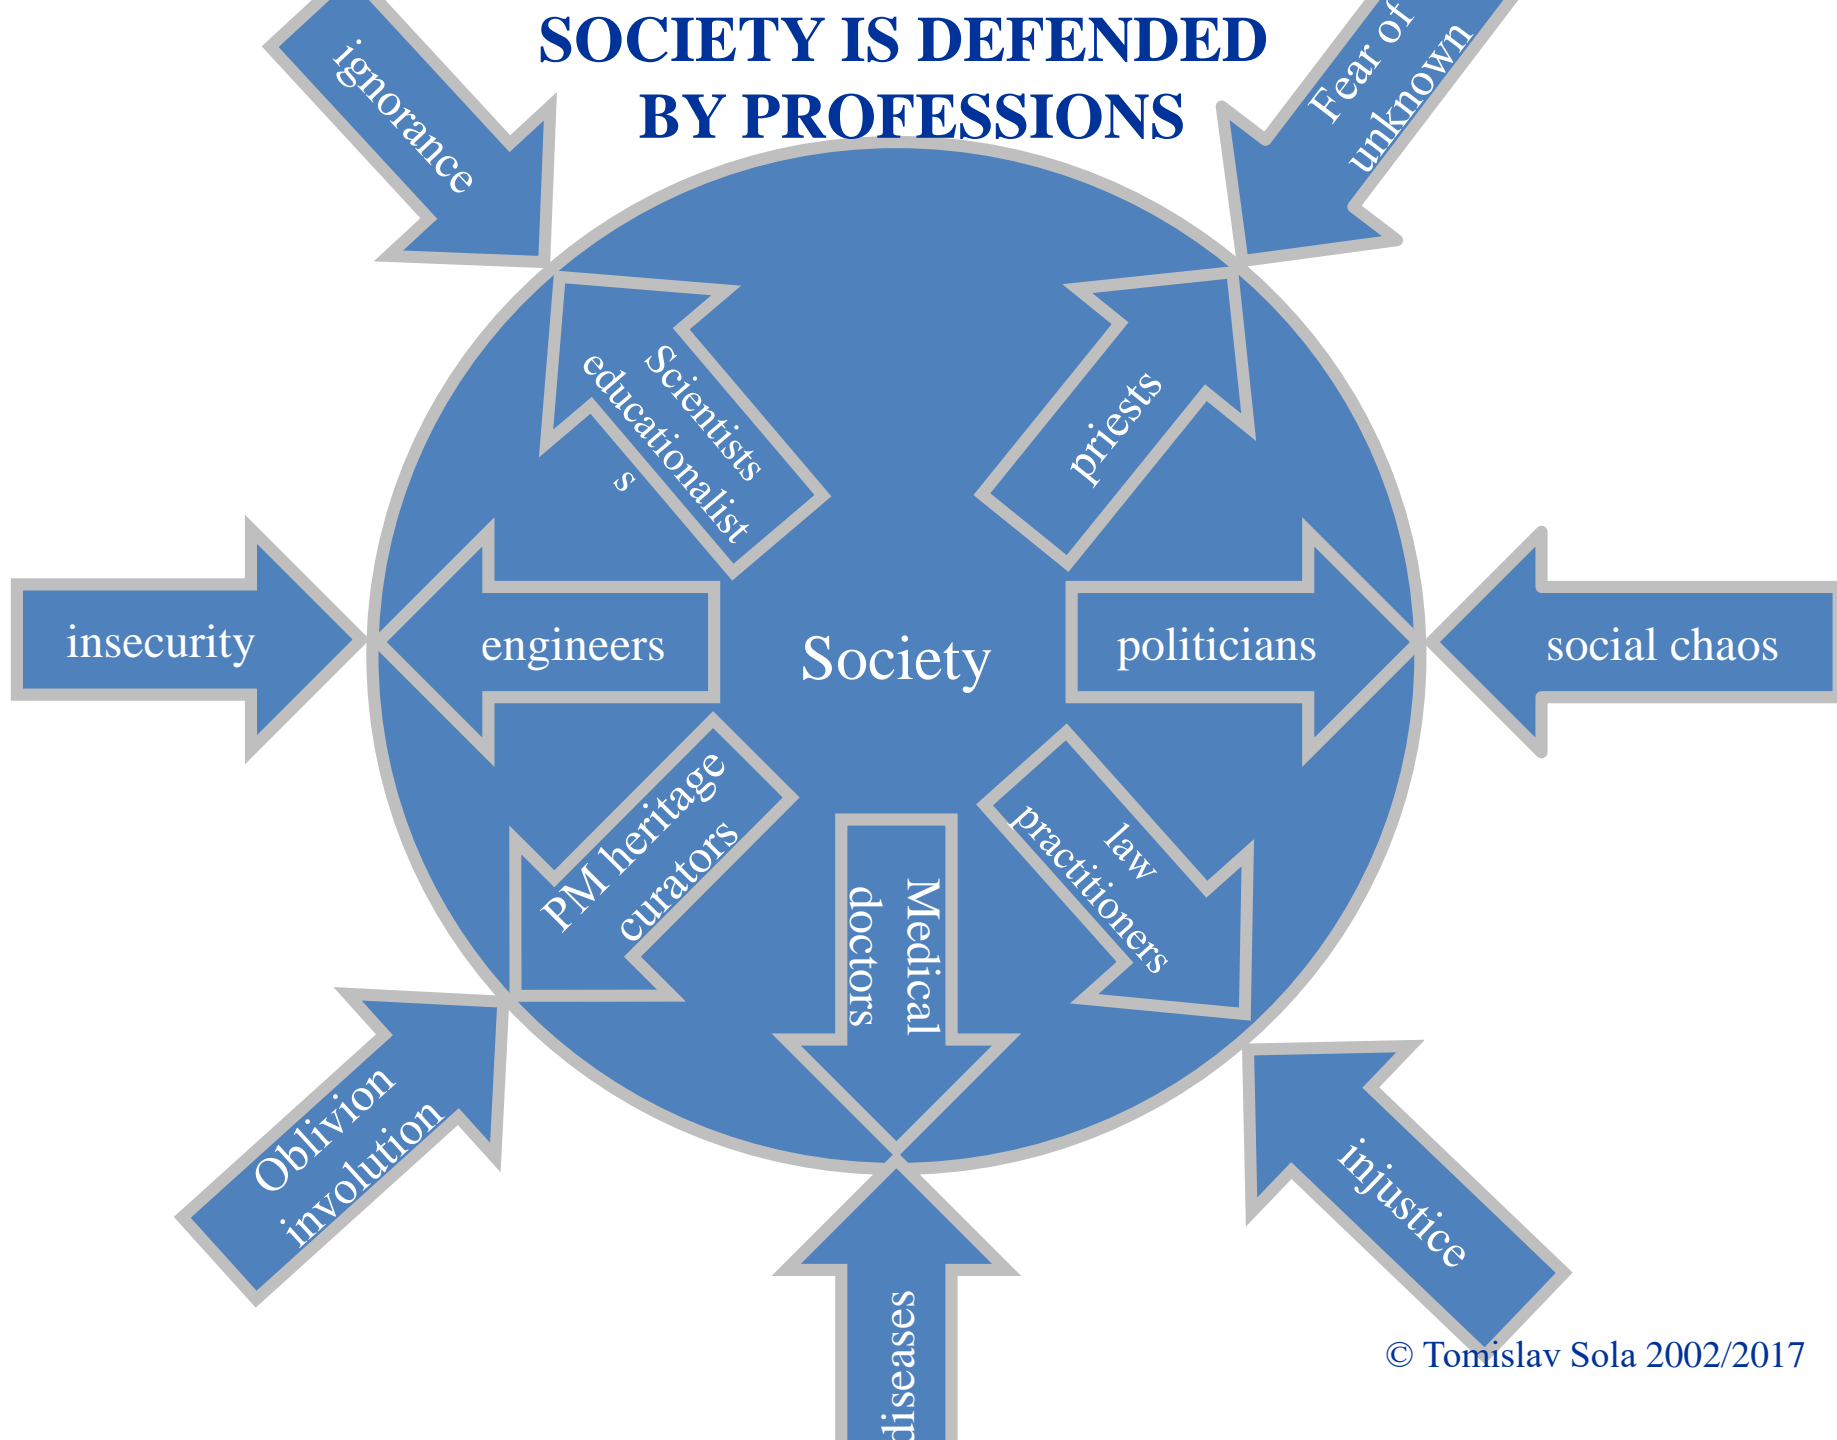 SOCIETY IS DEFENDED
BY PROFESSIONS
ignorance
Fear of
unknown
Scientists
educationalist
s
priests
insecurity
engineers
Society
politicians
social chaos
PM heritage
curators
Medical
doctors
law
practitioners
Oblivion
involution
diseases
injustice
© Tomislav Sola 2002/2017